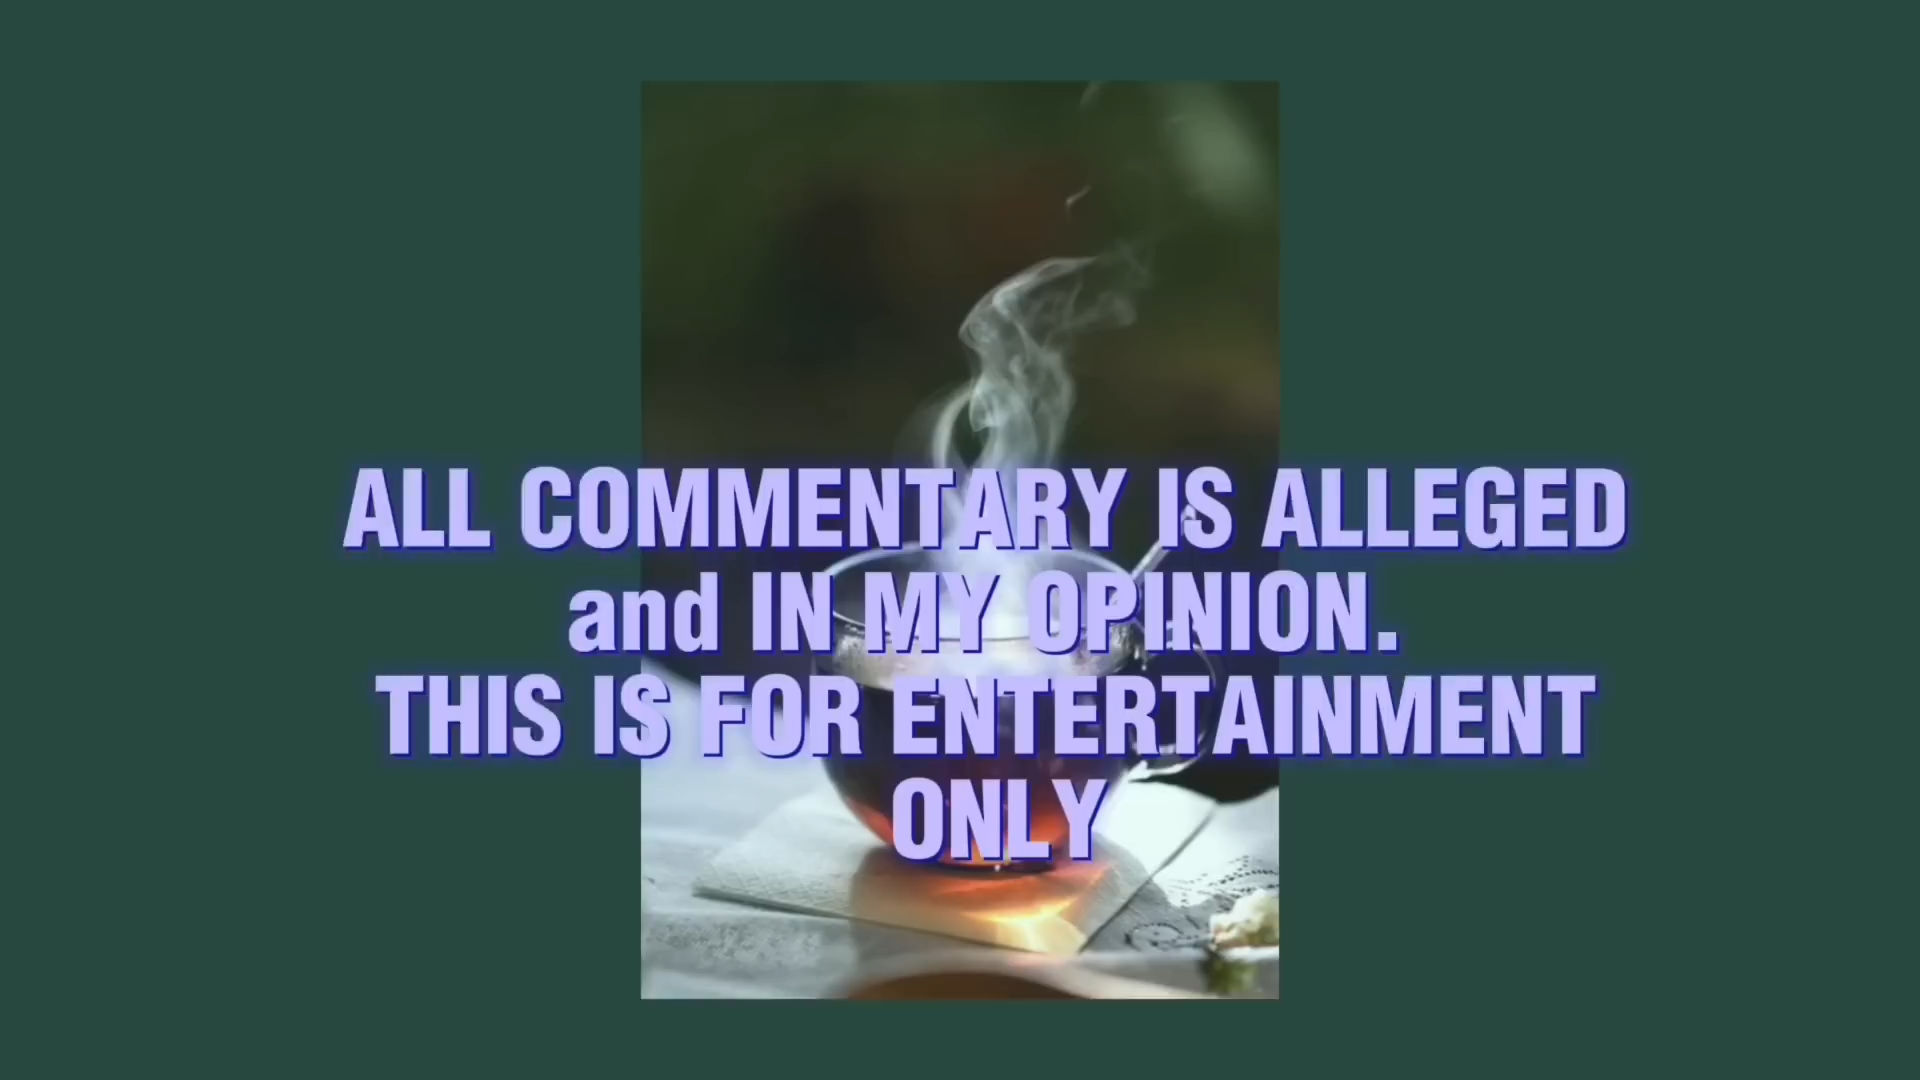 ALL COMMENTARY IS ALLEGED
and IN MY OPINION.
THIS IS FOR ENTERTAINMENT
ONLY